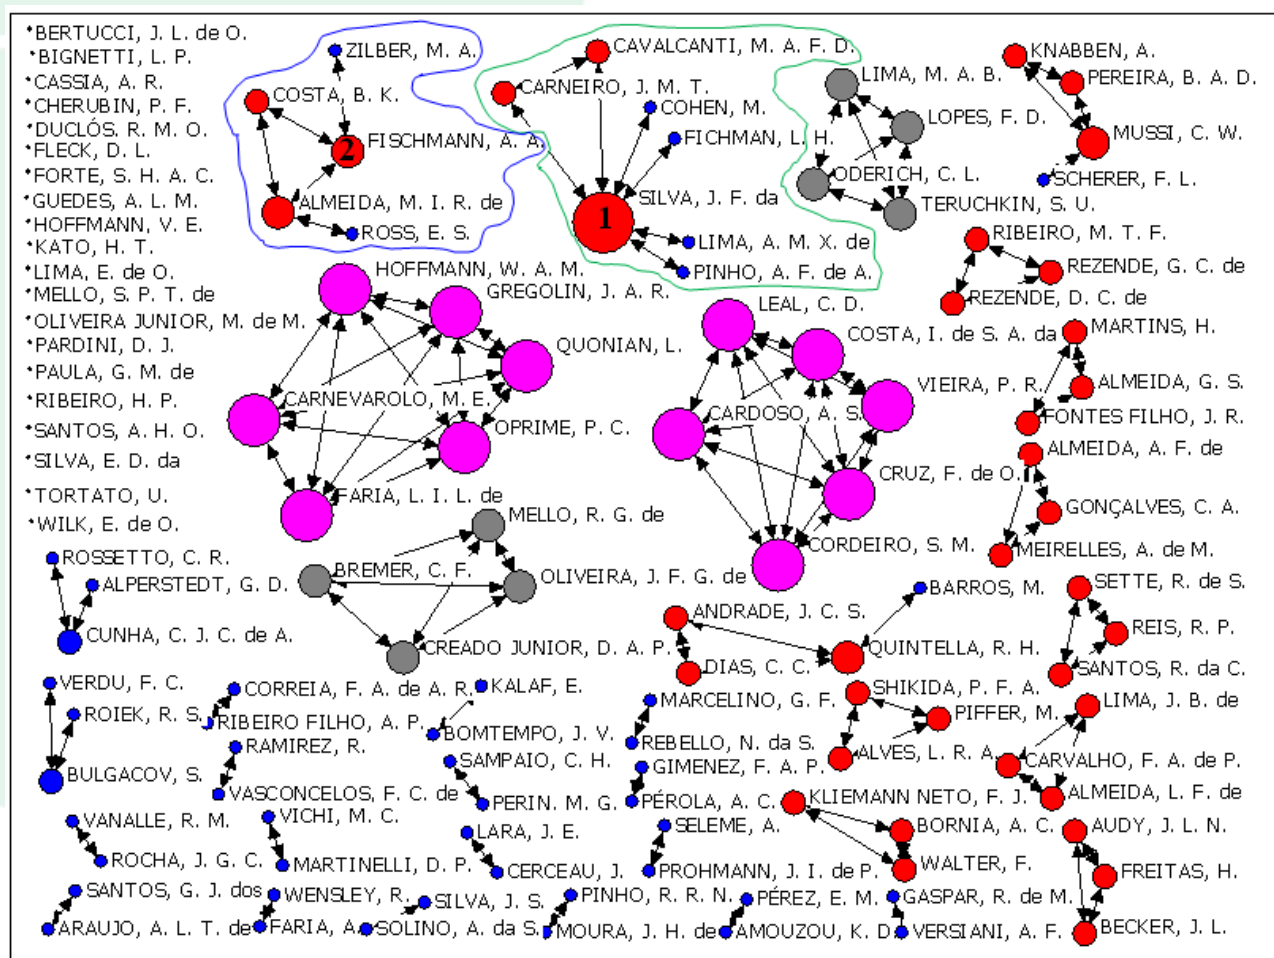 *BERTUCCI, J. L. de O.
*BIGNETTI, L. P.
*CASSIA, A. R.
*CHERUBIN, P. F.
*DUCLÓS, R. M. O.
*FLECK, D. L.
*FORTE, S. H. A. C.
*GUEDES, A. L. M.
*HOFFMANN, V. E.
*KATO, H. T.
*LIMA, E. de O.
*MELLO, S. P. T. de
*OLIVEIRA JUNIOR, M. de M.
*PARDINI, D. J.
*PAULA, G. M. de
*RIBEIRO, H. P.
*SANTOS, A. H. O.
*SILVA, E. D. da
*TORTATO, U.
*WILK, E. de O.
ZILBER, M. A.
COSTA, B. K.
2
FISCHMANN, A. A.
ALMEIDA, M. I. R. de
ROSS, E. S.
CAVALCANTI, M. A. F. D.
CARNEIRO, J. M. T.
COHEN, M.
FICHMAN, L. H.
SILVA, J. F. da
1
LIMA, A. M. X. de
PINHO, A. F. de A.
LIMA, M. A. B.
LOPES, F. D.
ODERICH, C. L.
TERUCHKIN, S. U.
KNABBEN, A.
PEREIRA, B. A. D.
MUSSI, C. W.
SCHERER, F. L.
RIBEIRO, M. T. F.
REZENDE, G. C. de
REZENDE, D. C. de
HOFFMANN, W. A. M.
GREGOLIN, J. A. R.
QUONIAN, L.
CARNEVAROLO, M. E.
OPRIME, P. C.
FARIA, L. I. L. de
LEAL, C. D.
COSTA, I. de S. A. da
VIEIRA, P. R.
CARDOSO, A. S.
CRUZ, F. de O.
CORDEIRO, S. M.
MARTINS, H.
ALMEIDA, G. S.
FONTES FILHO, J. R.
ALMEIDA, A. F. de
GONÇALVES, C. A.
MEIRELLES, A. de M.
MELLO, R. G. de
BREMER, C. F.
OLIVEIRA, J. F. G. de
CREADO JUNIOR, D. A. P.
ROSSETTO, C. R.
ALPERSTEDT, G. D.
CUNHA, C. J. C. de A.
BARROS, M.
ANDRADE, J. C. S.
QUINTELLA, R. H.
DIAS, C. C.
SETTE, R. de S.
REIS, R. P.
SANTOS, R. da C.
VERDU, F. C.
ROIEK, R. S.
BULGACOV, S.
CORREIA, F. A. de A. R.
RIBEIRO FILHO, A. P.
RAMIREZ, R.
VASCONCELOS, F. C. de
KALAF, E.
BOMTEMPO, J. V.
SAMPAIO, C. H.
PERIN. M. G.
MARCELINO, G. F.
REBELLO, N. da S.
GIMENEZ, F. A. P.
PÉROLA, A. C.
SHIKIDA, P. F. A.
PIFFER, M.
ALVES, L. R. A.
LIMA, J. B. de
CARVALHO, F. A. de P.
ALMEIDA, L. F. de
VANALLE, R. M.
ROCHA, J. G. C.
VICHI, M. C.
MARTINELLI, D. P.
LARA, J. E.
CERCEAU, J.
SELEME, A.
PROHMANN, J. I. de P.
KLIEMANN NETO, F. J.
BORNIA, A. C.
WALTER, F.
AUDY, J. L. N.
FREITAS, H.
BECKER, J. L.
SANTOS, G. J. dos
ARAUJO, A. L. T. de
WENSLEY, R.
FARIA, A.
SILVA, J. S.
SOLINO, A. da S.
PINHO, R. R. N.
MOURA, J. H. de
PÉREZ, E. M.
AMOUZOU, K. D.
GASPAR, R. de M.
VERSIANI, A. F.